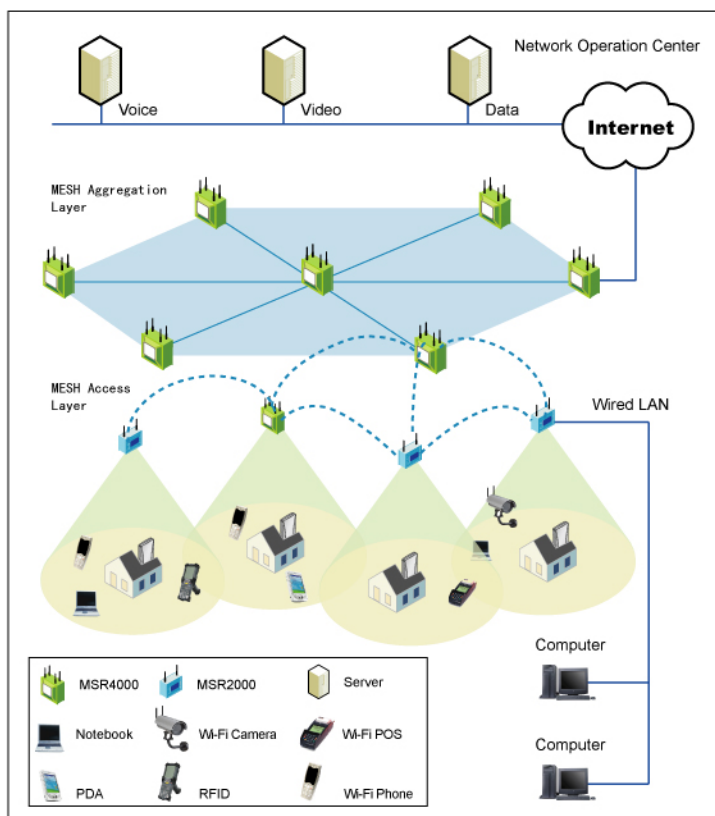 Network Operation Center
Voice
Video
Data
Internet
MESH Aggregation
Layer
MESH Access
Layer
Wired LAN
Computer
Computer
MSR4000
MSR2000
Server
Notebook
Wi-Fi Camera
Wi-Fi POS
PDA
RFID
Wi-Fi Phone